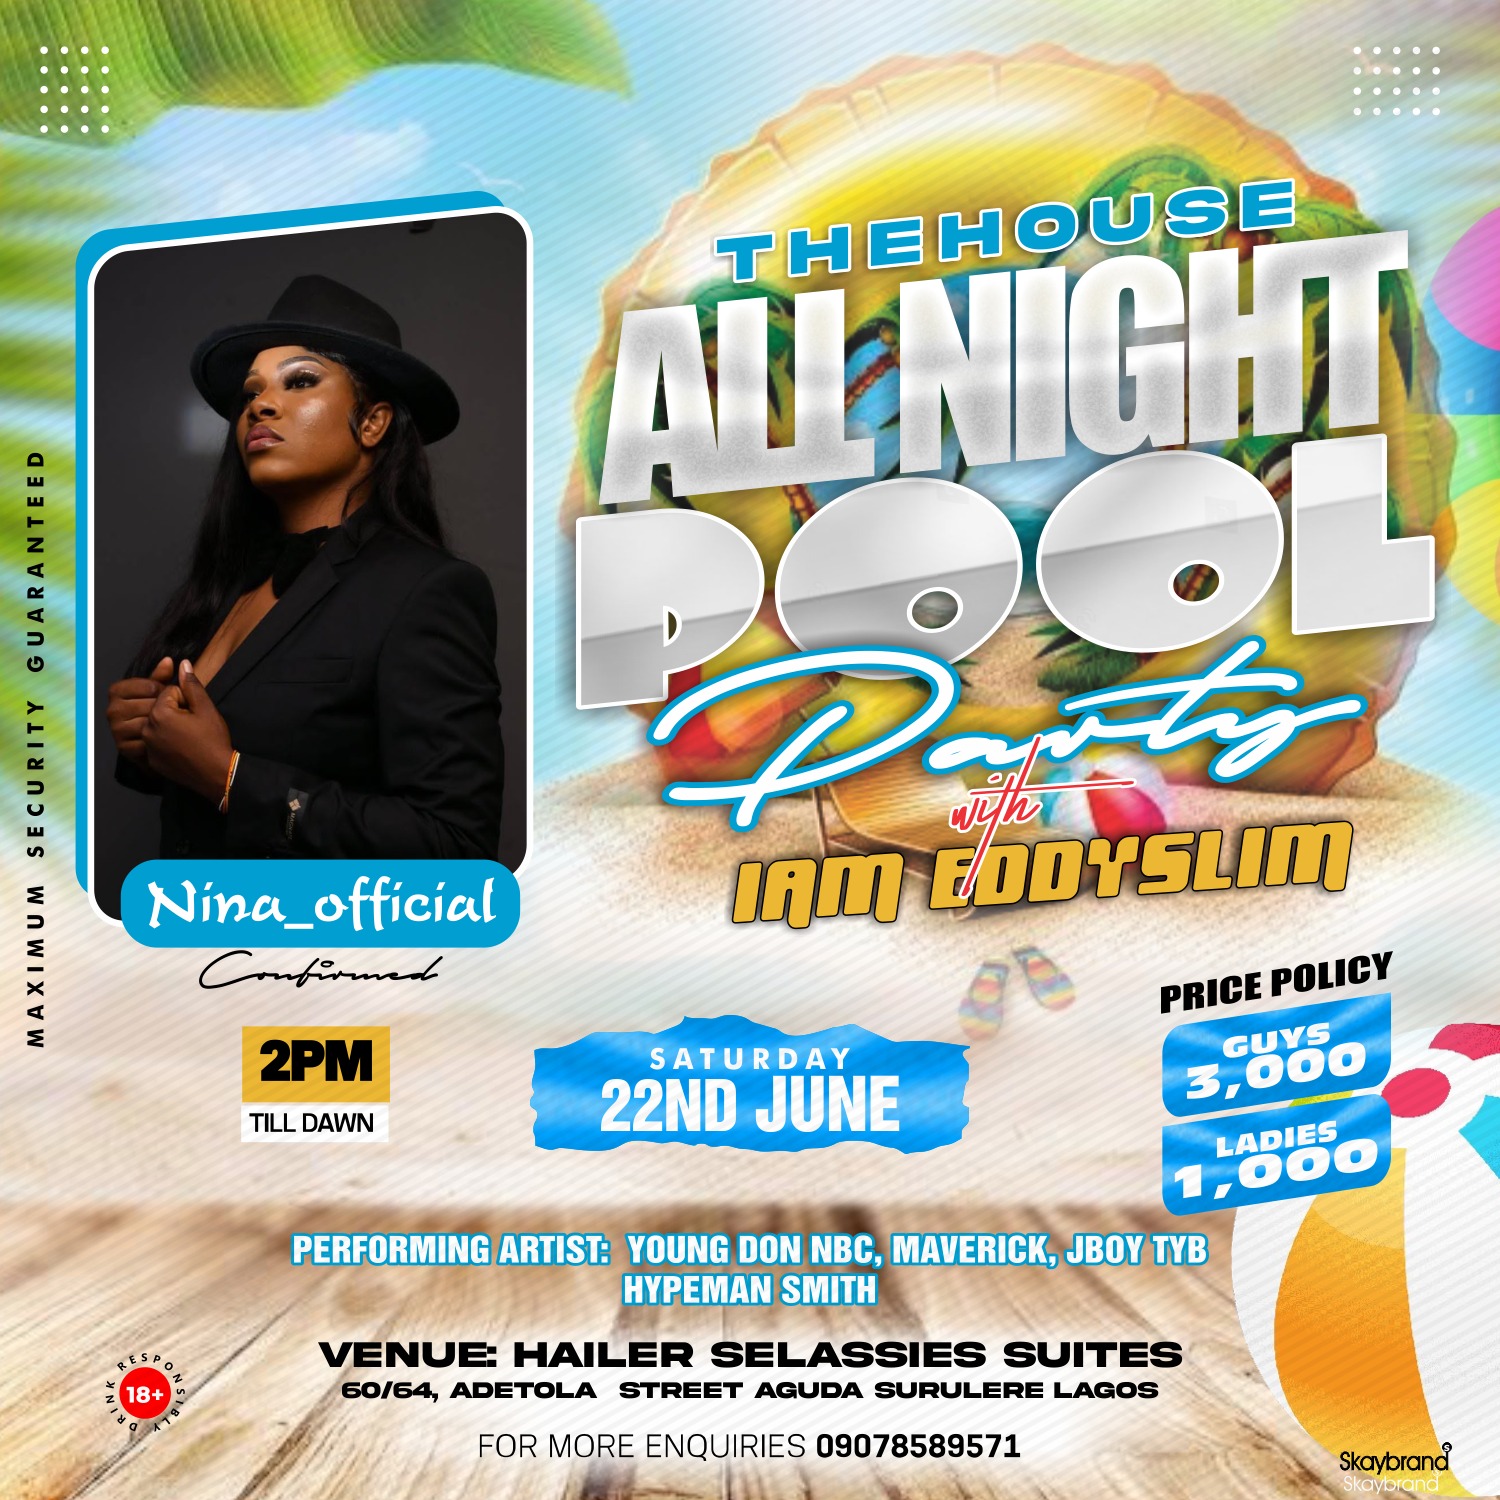 THEHOUSE
ALL NIGHT
POOL
Party
with
IAM EDDYSLIM
MAXIMUM SECURITY GUARANTEED
Nina_official
Confirmed
2PM
TILL DAWN
SATURDAY
22ND JUNE
PRICE POLICY
GUYS
3,000
LADIES
1,000
PERFORMING ARTIST: YOUNG DON NBC, MAVERICK, JBOY TYB
HYPEMAN SMITH
VENUE: HAILER SELASSIES SUITES
60/64, ADETOLA STREET AGUDA SURULERE LAGOS
DRINK RESPONSIBLY
18+
FOR MORE ENQUIRIES 09078589571
Skaybrand S
Skaybrand